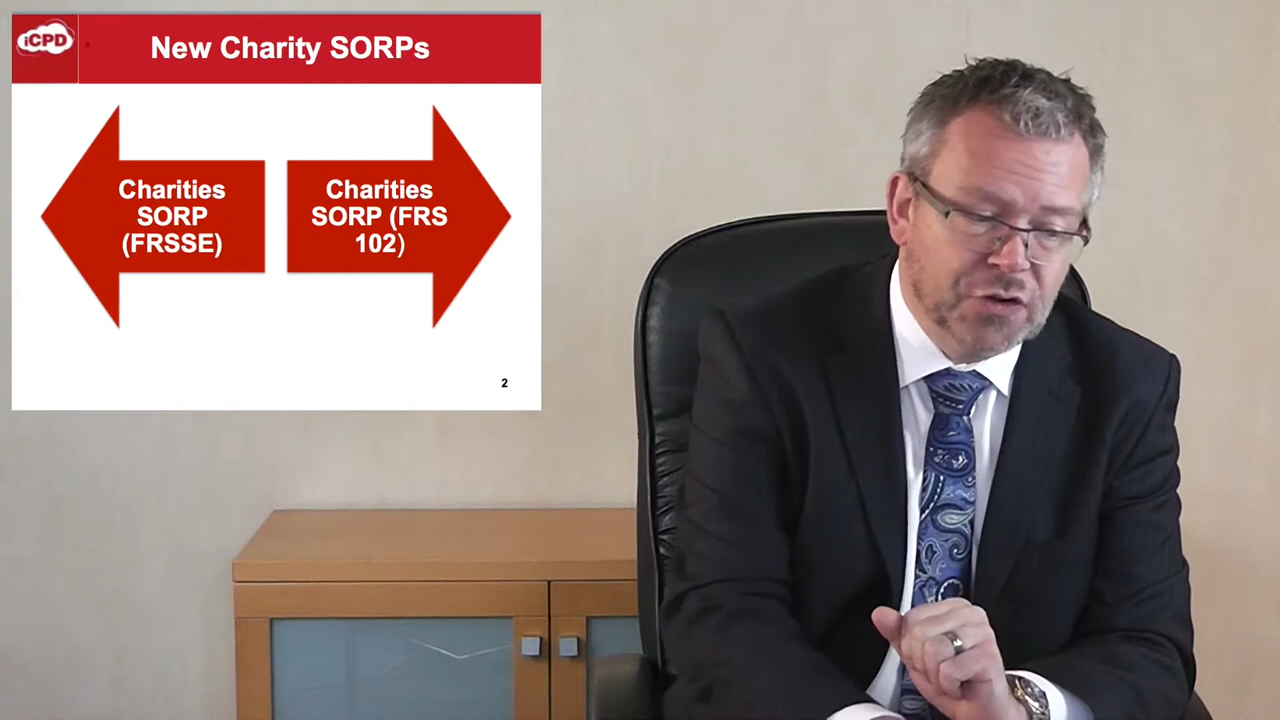 iCPD
New Charity SORPs
Charities
SORP
(FRSSE)
Charities
SORP (FRS
102)
2